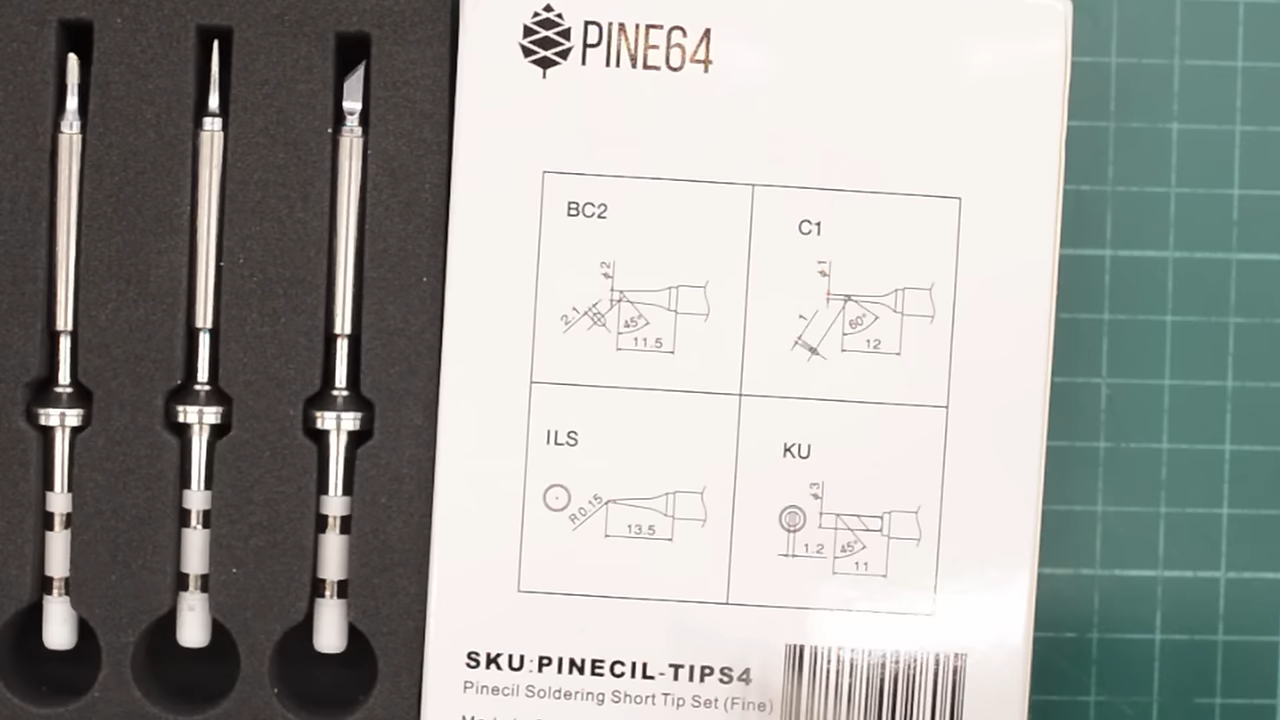 PINE64
BC2
ø2
2.1
45°
11.5
C1
ø1
1
60°
12
ILS
R0.15
13.5
KU
ø3
1.2
45°
11
SKU:PINECIL-TIPS4
Pinecil Soldering Short Tip Set (Fine)